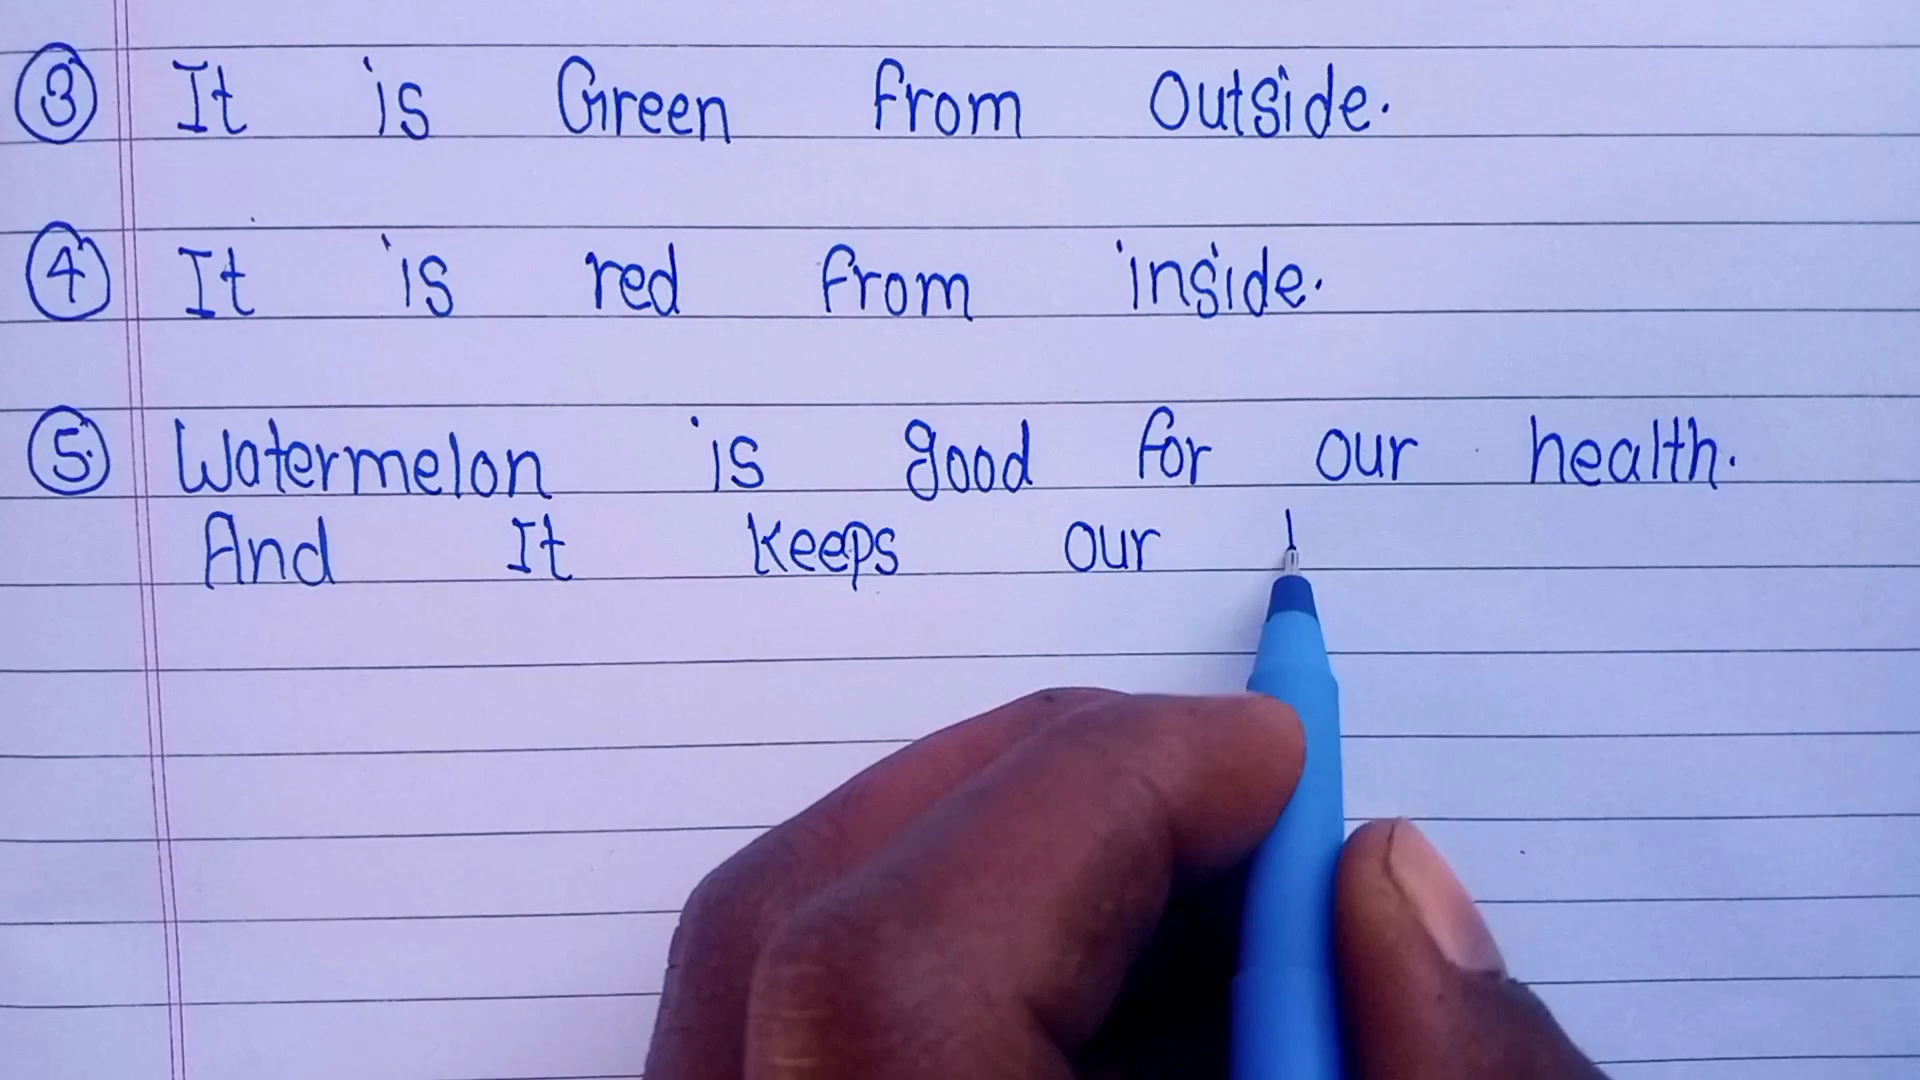 3 It is Green from outside.
4 It is red from inside.
5. Watermelon is good for our health.
And It keeps our